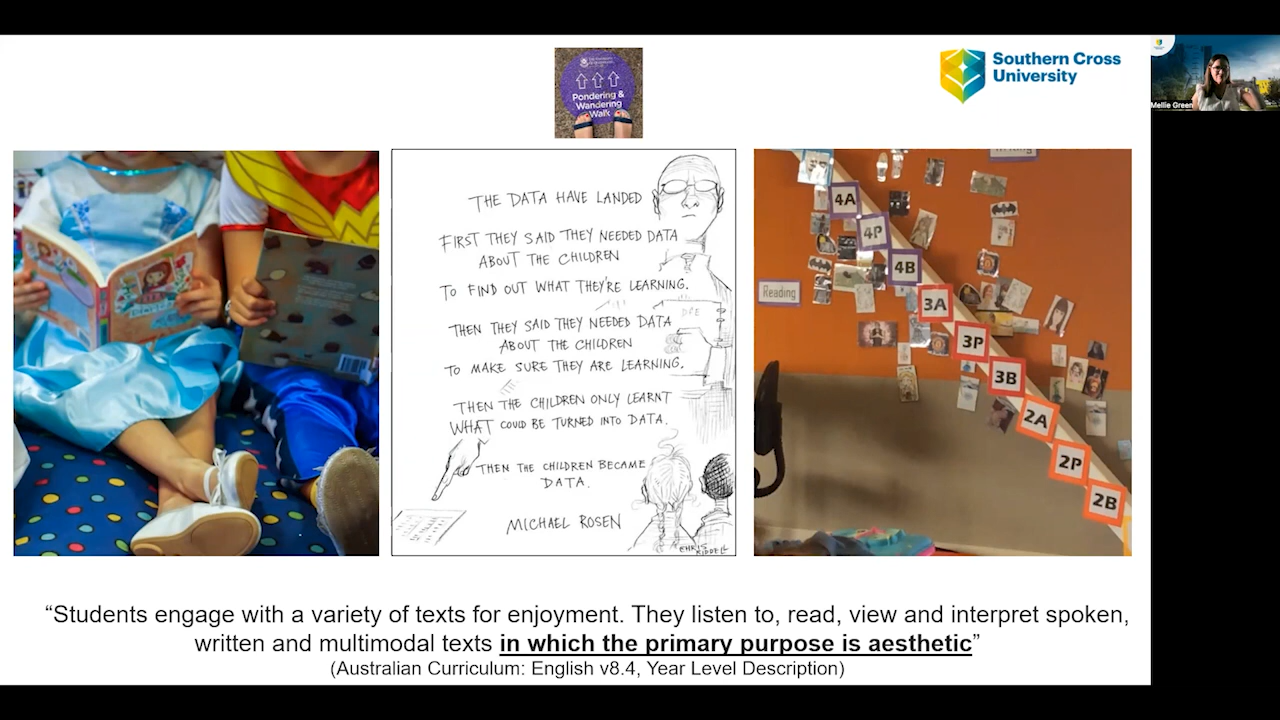 Pondering &
Wandering
Walk
Southern Cross
University
Mellie Green
THE DATA HAVE LANDED
FIRST THEY SAID THEY NEEDED DATA
ABOUT THE CHILDREN
TO FIND OUT WHAT THEY'RE LEARNING.
THEN THEY SAID THEY NEEDED DATA
ABOUT THE CHILDREN
TO MAKE SURE THEY ARE LEARNING.
THEN THE CHILDREN ONLY LEARNT
WHAT COULD BE TURNED INTO DATA.
THEN THE CHILDREN BECAME
DATA.
MICHAEL ROSEN
CHRIS
RIDDELL
4A
4P
4B
Reading
3A
3P
3B
2A
2P
2B
“Students engage with a variety of texts for enjoyment. They listen to, read, view and interpret spoken,
written and multimodal texts in which the primary purpose is aesthetic”
(Australian Curriculum: English v8.4, Year Level Description)